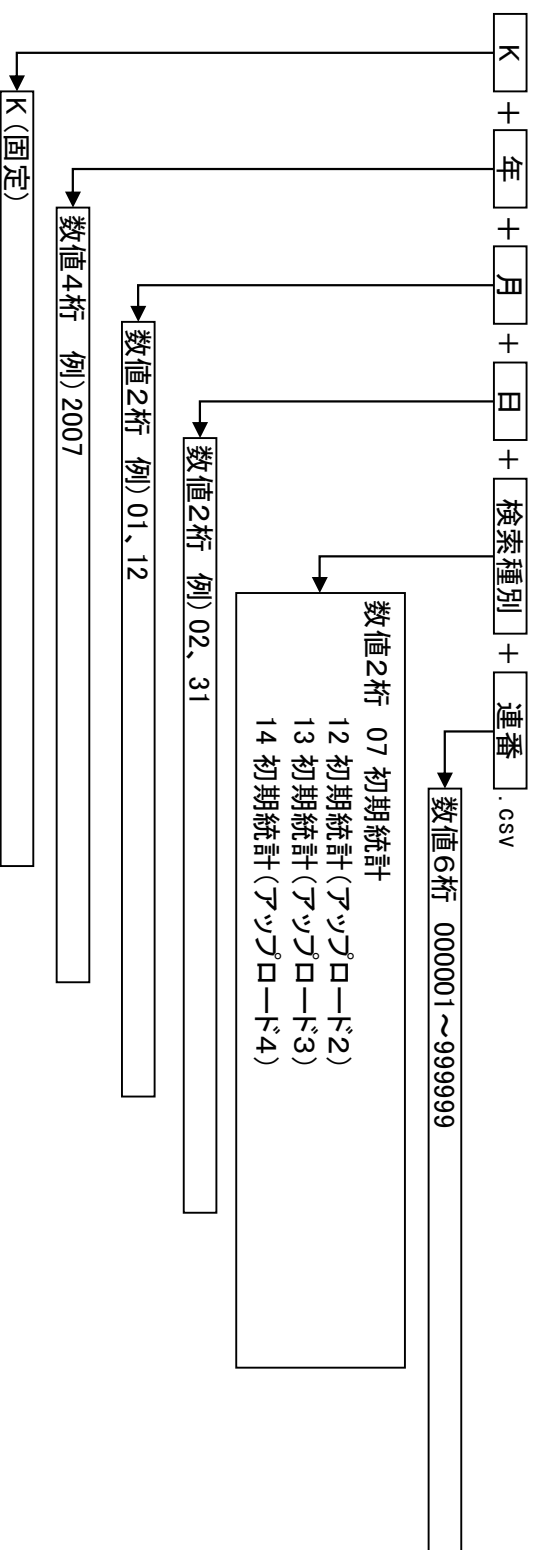 K + 年 + 月 + 日 + 検索種別 + 連番 .csv
数値6桁 000001～999999
数値2桁 07 初期統計
12 初期統計(アップロード2)
13 初期統計(アップロード3)
14 初期統計(アップロード4)
数値2桁 例)02、31
数値2桁 例)01、12
数値4桁 例)2007
K(固定)